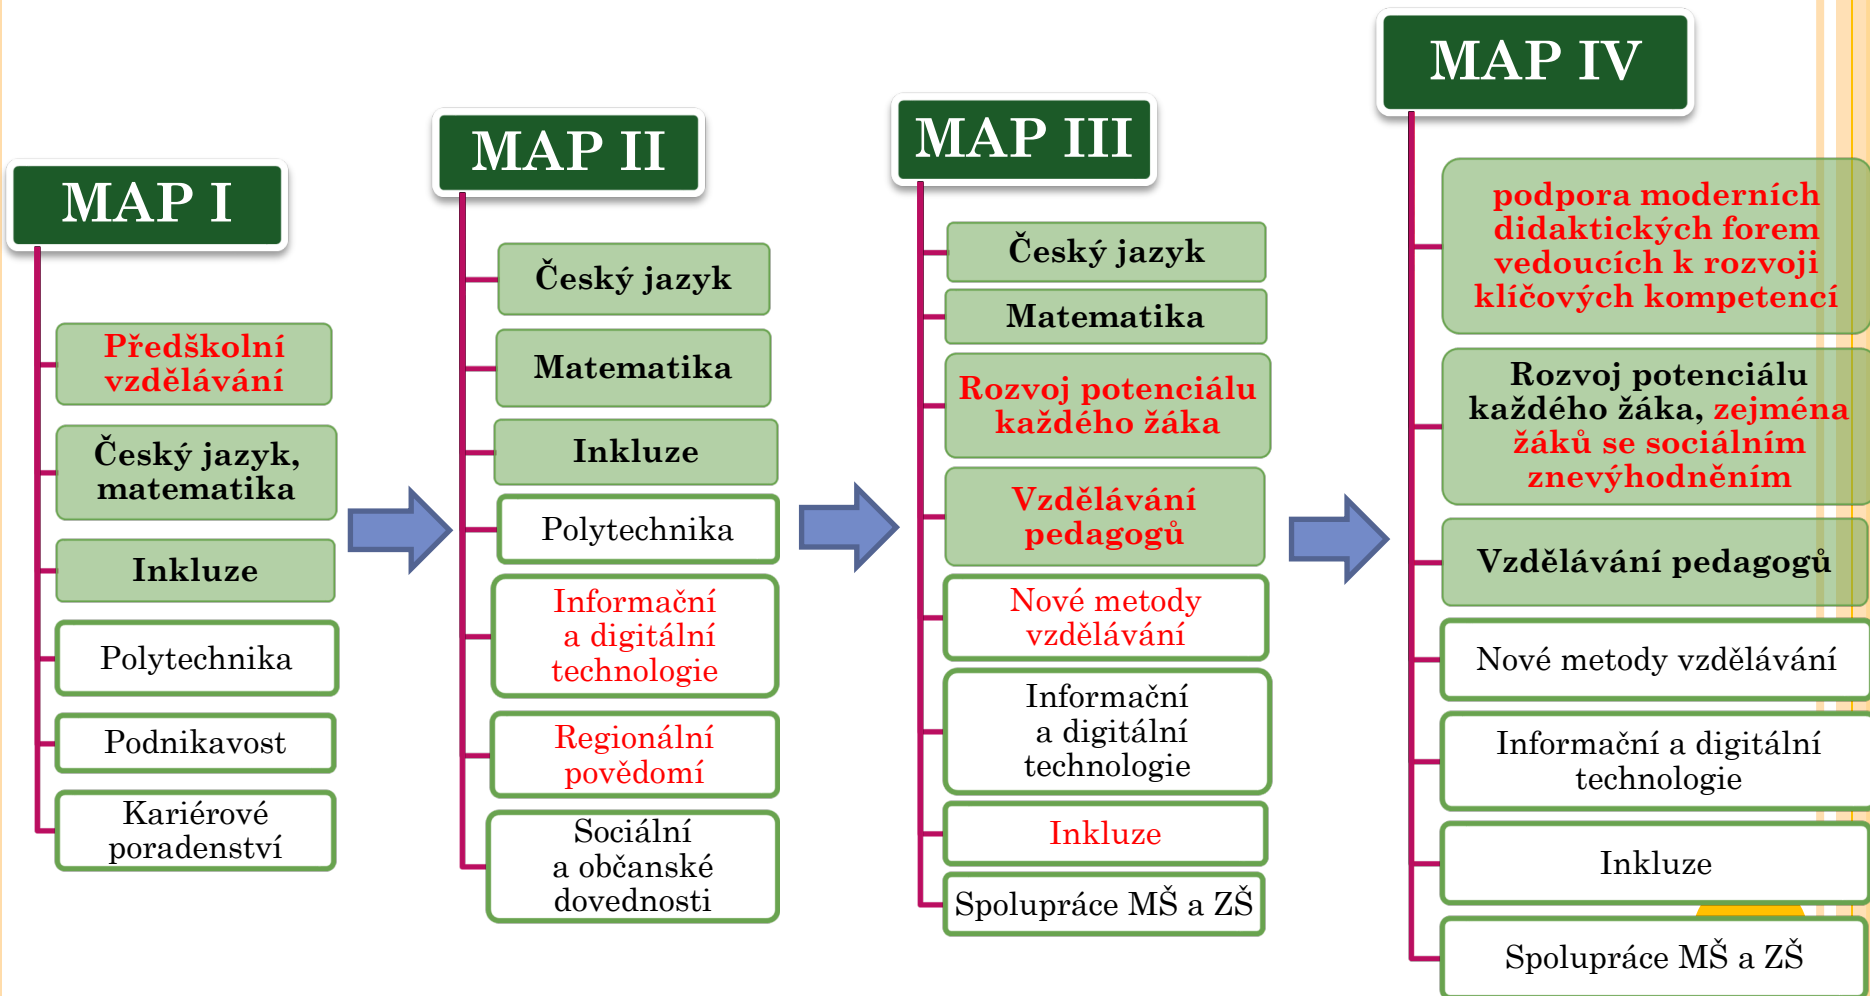 MAP I
Předškolní
vzdělávání
Český jazyk,
matematika
Inkluze
Polytechnika
Podnikavost
Kariérové
poradenství
MAP II
Český jazyk
Matematika
Inkluze
Polytechnika
Informační
a digitální
technologie
Regionální
povědomí
Sociální
a občanské
dovednosti
MAP III
Český jazyk
Matematika
Rozvoj potenciálu
každého žáka
Vzdělávání
pedagogů
Nové metody
vzdělávání
Informační
a digitální
technologie
Inkluze
Spolupráce MŠ a ZŠ
MAP IV
podpora moderních
didaktických forem
vedoucích k rozvoji
klíčových kompetencí
Rozvoj potenciálu
každého žáka, zejména
žáků se sociálním
znevýhodněním
Vzdělávání pedagogů
Nové metody vzdělávání
Informační a digitální
technologie
Inkluze
Spolupráce MŠ a ZŠ